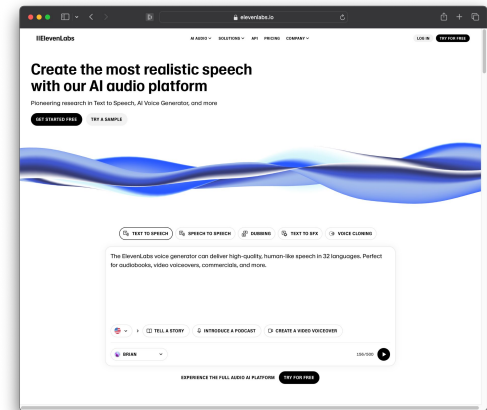 elevenlabs.io
IIElevenLabs
AI AUDIO SOLUTIONS API PRICING COMPANY
LOG IN TRY FOR FREE
Create the most realistic speech
with our AI audio platform
Pioneering research in Text to Speech, AI Voice Generator, and more
GET STARTED FREE TRY A SAMPLE
TEXT TO SPEECH SPEECH TO SPEECH DUBBING TEXT TO SFX VOICE CLONING
The ElevenLabs voice generator can deliver high-quality, human-like speech in 32 languages. Perfect
for audiobooks, video voiceovers, commercials, and more.
TELL A STORY INTRODUCE A PODCAST CREATE A VIDEO VOICEOVER
BRIAN
156/500
EXPERIENCE THE FULL AUDIO AI PLATFORM TRY FOR FREE